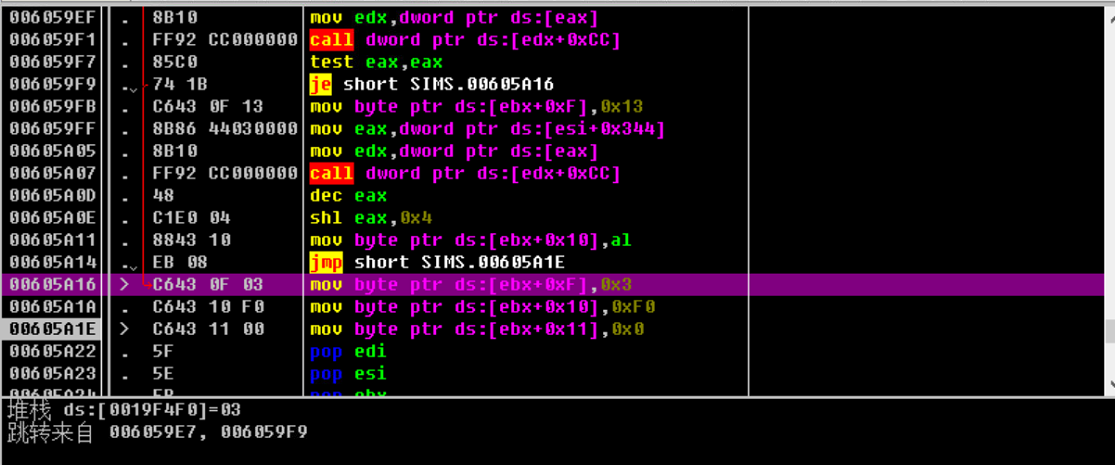 006059EF . 8B10 mov edx,dword ptr ds:[eax]
006059F1 . FF92 CC000000 call dword ptr ds:[edx+0xCC]
006059F7 . 85C0 test eax,eax
006059F9 . 74 1B je short SIMS.00605A16
006059FB . C643 0F 13 mov byte ptr ds:[ebx+0xF],0x13
006059FF . 8B86 44030000 mov eax,dword ptr ds:[esi+0x344]
00605A05 . 8B10 mov edx,dword ptr ds:[eax]
00605A07 . FF92 CC000000 call dword ptr ds:[edx+0xCC]
00605A0D . 48 dec eax
00605A0E . C1E0 04 shl eax,0x4
00605A11 . 8843 10 mov byte ptr ds:[ebx+0x10],al
00605A14 . EB 08 jmp short SIMS.00605A1E
00605A16 > C643 0F 03 mov byte ptr ds:[ebx+0xF],0x3
00605A1A . C643 10 F0 mov byte ptr ds:[ebx+0x10],0xF0
00605A1E > C643 11 00 mov byte ptr ds:[ebx+0x11],0x0
00605A22 . 5F pop edi
00605A23 . 5E pop esi
00605A24 . 5B pop ebx
堆栈 ds:[0019F4F0]=03
跳转来自 006059E7, 006059F9